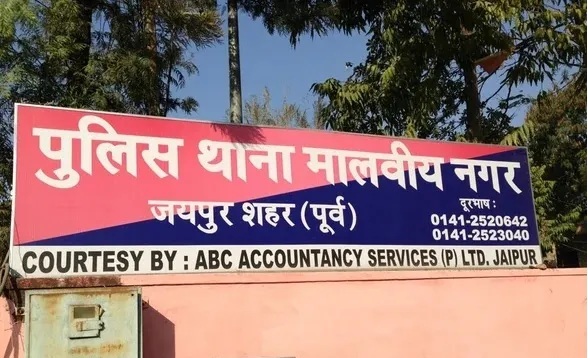 पुलिस थाना मालवीय नगर
जयपुर शहर (पूर्व)
दूरभाष :
0141-2520642
0141-2523040
COURTESY BY : ABC ACCOUNTANCY SERVICES (P) LTD. JAIPUR